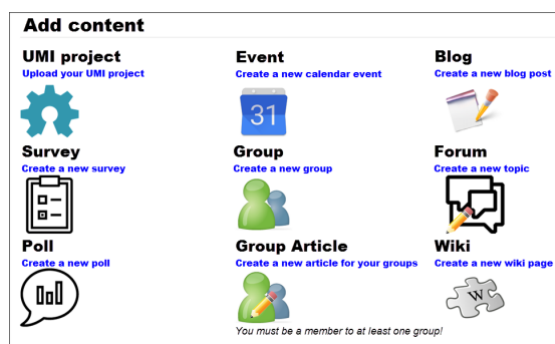 Add content
UMI project
Upload your UMI project
Event
Create a new calendar event
31
Blog
Create a new blog post
Survey
Create a new survey
Group
Create a new group
Forum
Create a new topic
Poll
Create a new poll
Group Article
Create a new article for your groups
You must be a member to at least one group!
Wiki
Create a new wiki page
W